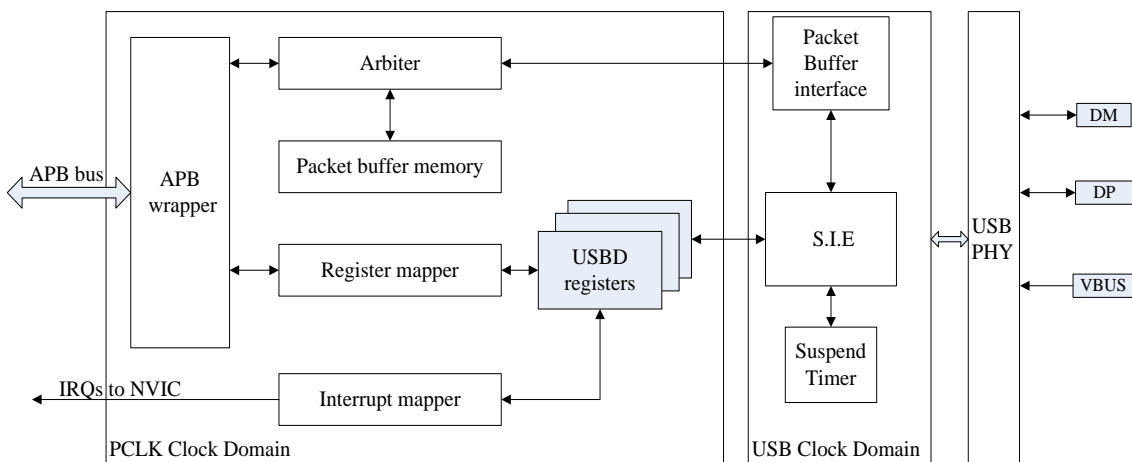 Arbiter
Packet
Buffer
interface
DM
Packet buffer memory
APB bus
APB
wrapper
DP
S.I.E
USB
PHY
USBD
registers
Register mapper
VBUS
Suspend
Timer
IRQs to NVIC
Interrupt mapper
PCLK Clock Domain
USB Clock Domain